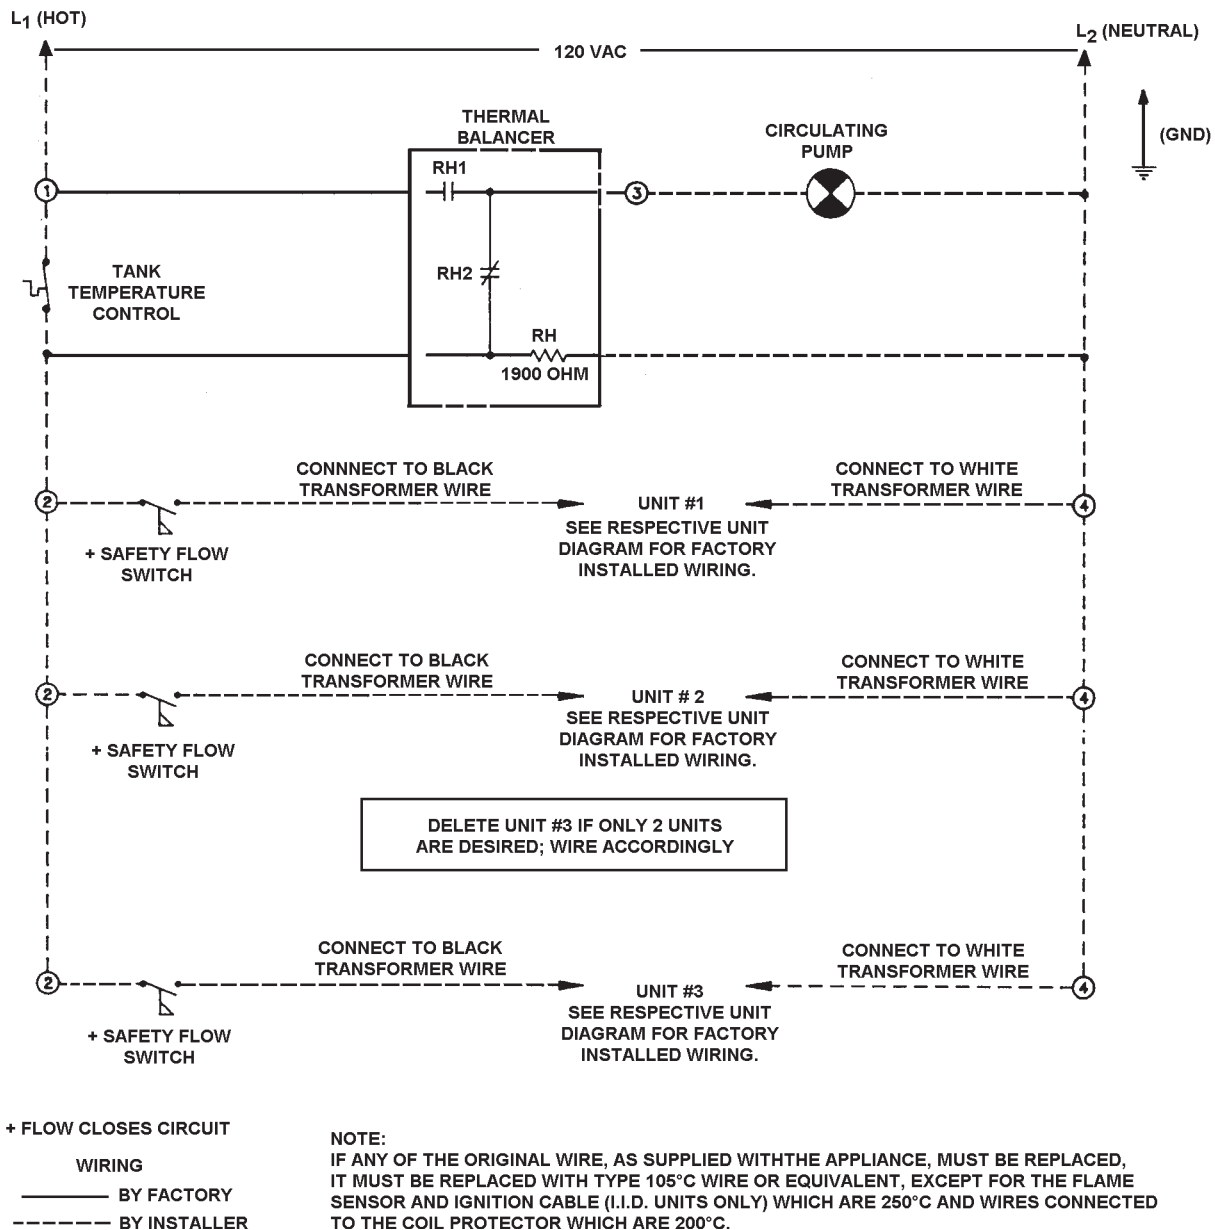 L1 (HOT)
L2 (NEUTRAL)
120 VAC
THERMAL
BALANCER
CIRCULATING
PUMP
(GND)
RH1
1
3
RH2
TANK
TEMPERATURE
CONTROL
RH
1900 OHM
CONNNECT TO BLACK
TRANSFORMER WIRE
CONNECT TO WHITE
TRANSFORMER WIRE
2
UNIT #1
4
SEE RESPECTIVE UNIT
DIAGRAM FOR FACTORY
INSTALLED WIRING.
+ SAFETY FLOW
SWITCH
CONNECT TO BLACK
TRANSFORMER WIRE
CONNECT TO WHITE
TRANSFORMER WIRE
2
UNIT # 2
4
SEE RESPECTIVE UNIT
DIAGRAM FOR FACTORY
INSTALLED WIRING.
+ SAFETY FLOW
SWITCH
DELETE UNIT #3 IF ONLY 2 UNITS
ARE DESIRED; WIRE ACCORDINGLY
CONNECT TO BLACK
TRANSFORMER WIRE
CONNECT TO WHITE
TRANSFORMER WIRE
2
UNIT #3
4
SEE RESPECTIVE UNIT
DIAGRAM FOR FACTORY
INSTALLED WIRING.
+ SAFETY FLOW
SWITCH
+ FLOW CLOSES CIRCUIT
WIRING
BY FACTORY
BY INSTALLER
NOTE:
IF ANY OF THE ORIGINAL WIRE, AS SUPPLIED WITHTHE APPLIANCE, MUST BE REPLACED,
IT MUST BE REPLACED WITH TYPE 105°C WIRE OR EQUIVALENT, EXCEPT FOR THE FLAME
SENSOR AND IGNITION CABLE (I.I.D. UNITS ONLY) WHICH ARE 250°C AND WIRES CONNECTED
TO THE COIL PROTECTOR WHICH ARE 200°C.